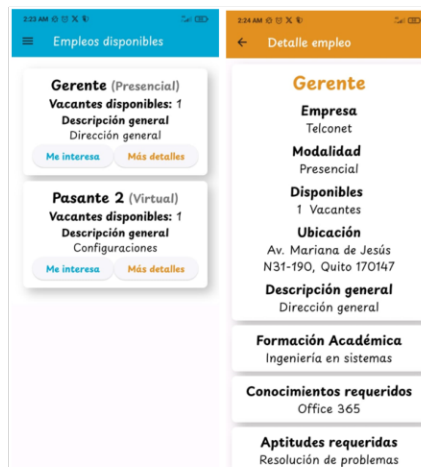 2:23 AM
Empleos disponibles
Gerente (Presencial)
Vacantes disponibles: 1
Descripción general
Dirección general
Me interesa Más detalles
Pasante 2 (Virtual)
Vacantes disponibles: 1
Descripción general
Configuraciones
Me interesa Más detalles
2:24 AM
Detalle empleo
Gerente
Empresa
Telconet
Modalidad
Presencial
Disponibles
1 Vacantes
Ubicación
Av. Mariana de Jesús
N31-190, Quito 170147
Descripción general
Dirección general
Formación Académica
Ingeniería en sistemas
Conocimientos requeridos
Office 365
Aptitudes requeridas
Resolución de problemas